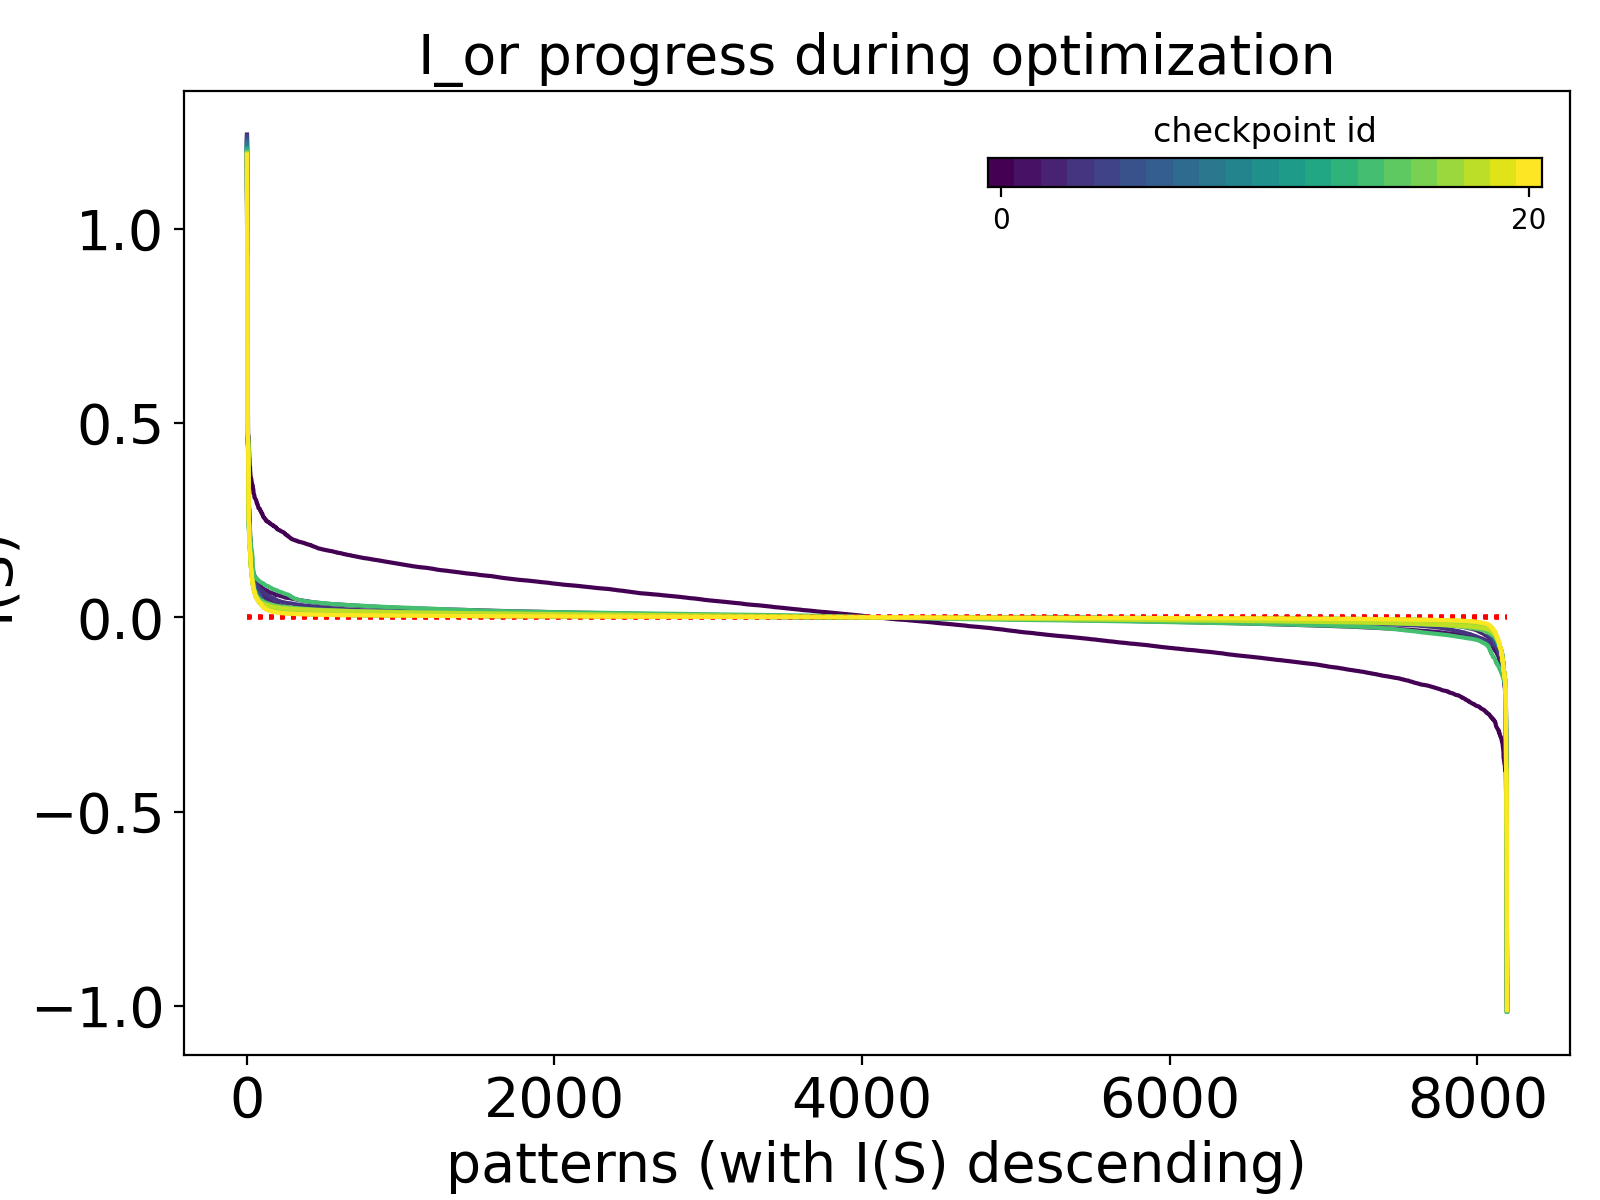 I_or progress during optimization
checkpoint id
0 20
1.0
0.5
0.0
−0.5
−1.0
0 2000 4000 6000 8000
patterns (with I(S) descending)